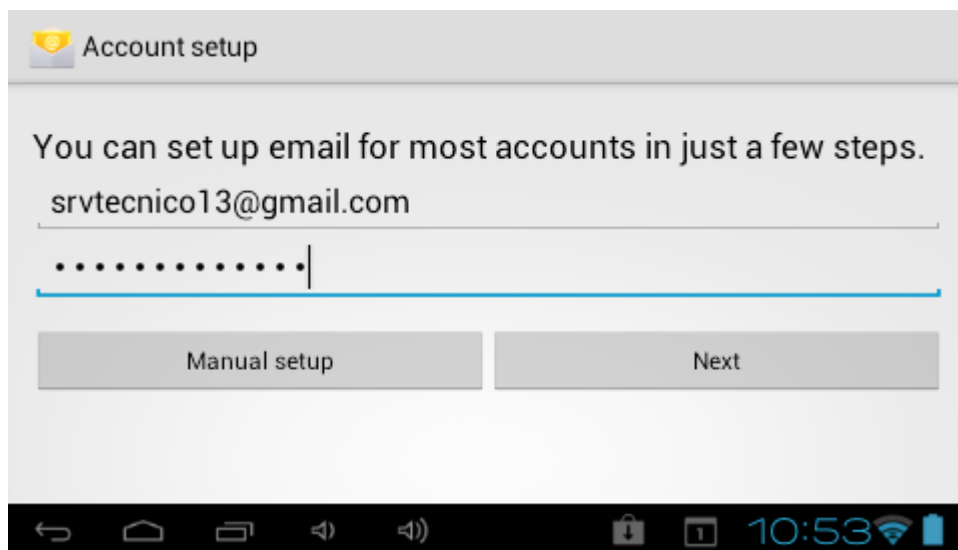 Account setup
You can set up email for most accounts in just a few steps.
srvtecnico13@gmail.com
•••••••••••••
Manual setup
Next
1
10:53